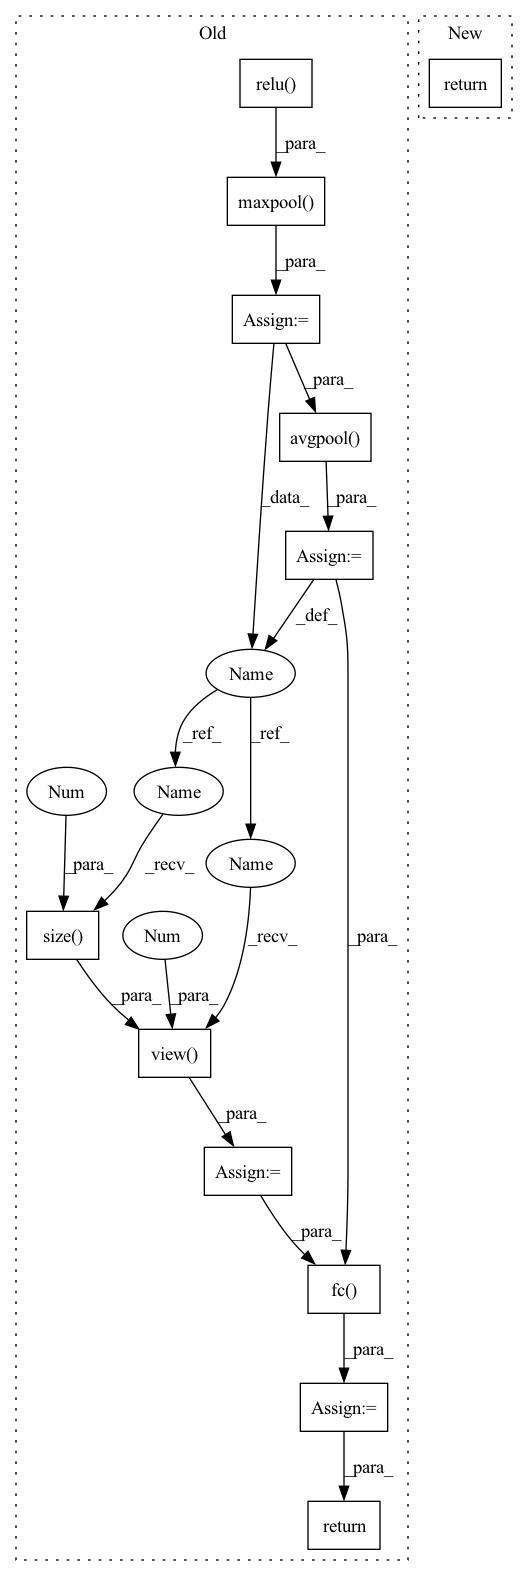 Old
New
relu()
return
_para_
maxpool()
_para_
Assign:=
_para_
avgpool()
_data_
_para_
Assign:=
_def_
Name
_ref_
_ref_
Num
Name
Name
_para_
_recv_
size()
Num
_recv_
_para_
_para_
_para_
view()
_para_
Assign:=
_para_
fc()
_para_
Assign:=
_para_
return